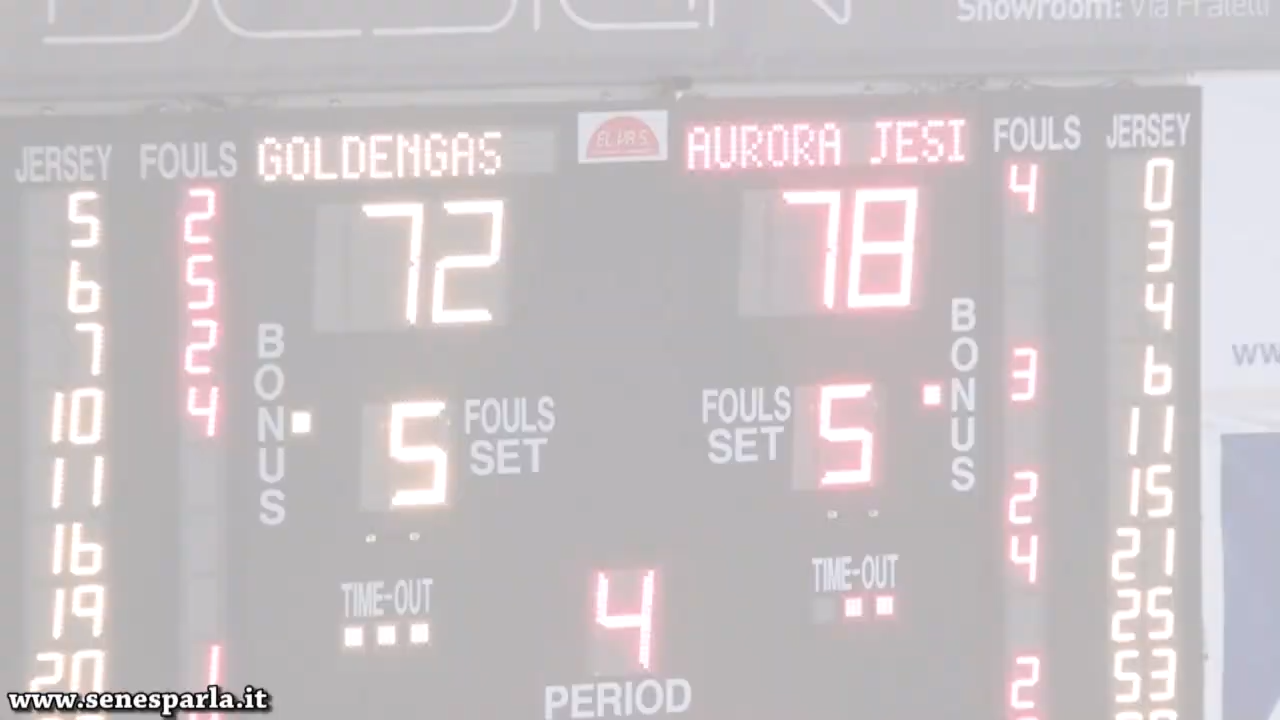 Showroom: Via Fratelli
JERSEY FOULS GOLDENGAS EL.VA.S. AURORA JESI FOULS JERSEY
5 2 72 78 4 0
6 5 3
7 2 4
10 4 BONUS 5 FOULS SET FOULS SET 5 BONUS 3 6
11 11
16 2 15
19 TIME-OUT 4 TIME-OUT 4 21
25
20 1 PERIOD 2 53
www.senesparla.it